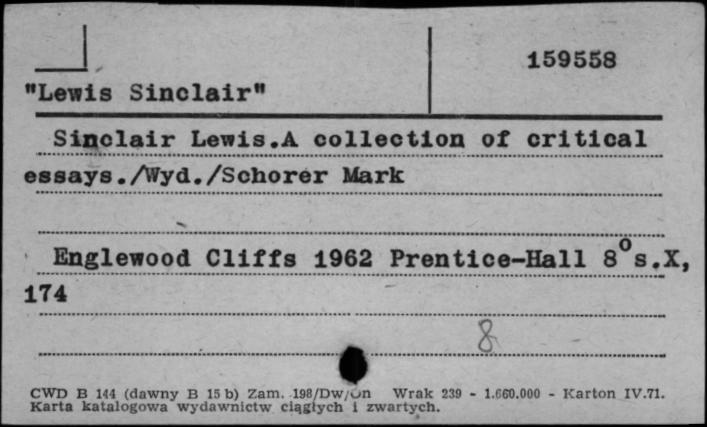 159558
"Lewis Sinclair"
Sinclair Lewis.A collection of critical
essays./Wyd./Schorer Mark
Englewood Cliffs 1962 Prentice-Hall 8° s.X,
174
8
CWD B 144 (dawny B 15 b) Zam. 198/Dw/On Wrak 239 - 1.660.000 - Karton IV.71.
Karta katalogowa wydawnictw ciągłych i zwartych.